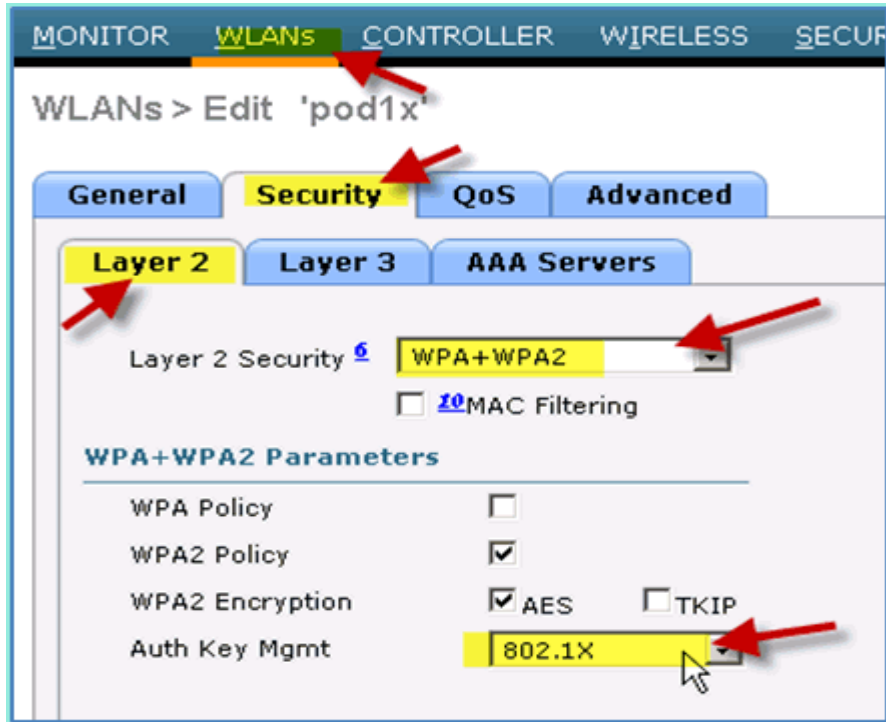 MONITOR WLANs CONTROLLER WIRELESS SECUR
WLANs > Edit 'pod1x'
General Security QoS Advanced
Layer 2 Layer 3 AAA Servers
Layer 2 Security 6 WPA+WPA2
10 MAC Filtering
WPA+WPA2 Parameters
WPA Policy
WPA2 Policy
WPA2 Encryption AES TKIP
Auth Key Mgmt 802.1X